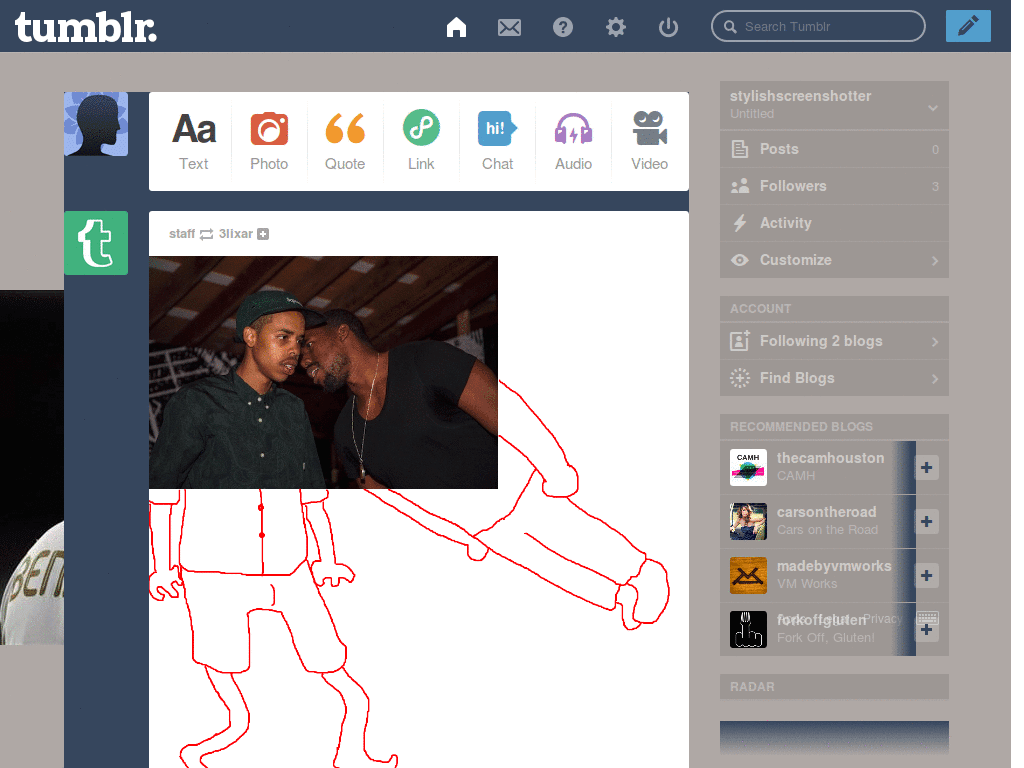 tumblr.
Search Tumblr
Aa
hi!
Text
Photo
Quote
Link
Chat
Audio
Video
staff
3lixar
BEN
stylishscreenshotter
Untitled
Posts 0
Followers 3
Activity
Customize
ACCOUNT
Following 2 blogs
Find Blogs
RECOMMENDED BLOGS
CAMH
thecamhouston
CAMH
carsontheroad
Cars on the Road
madebyvmworks
VM Works
forkoffgluten
Privacy
Fork Off, Gluten!
RADAR